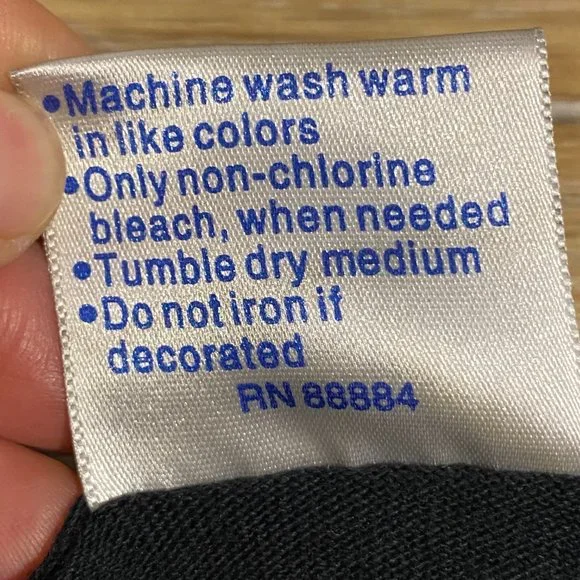 •Machine wash warm
in like colors
•Only non-chlorine
bleach, when needed
•Tumble dry medium
•Do not iron if
decorated
RN 88884